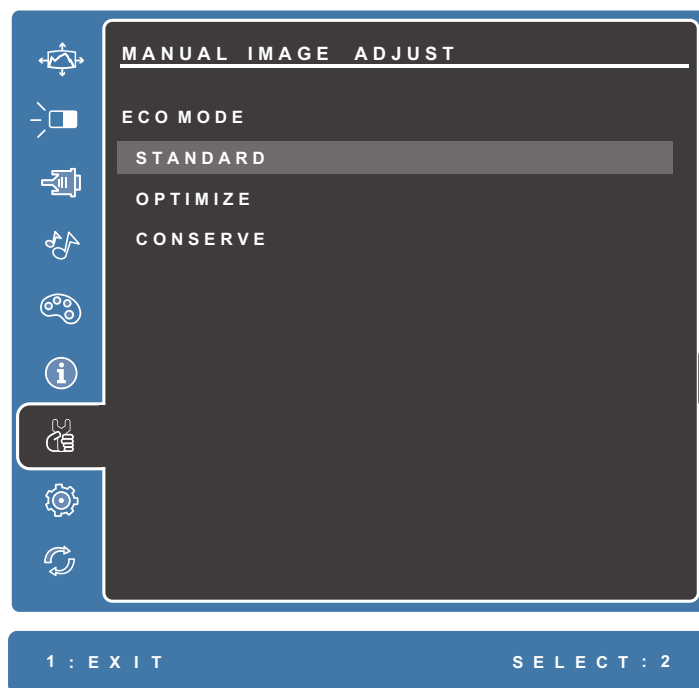 MANUAL IMAGE ADJUST
ECO MODE
STANDARD
OPTIMIZE
CONSERVE
1 : EXIT
SELECT : 2